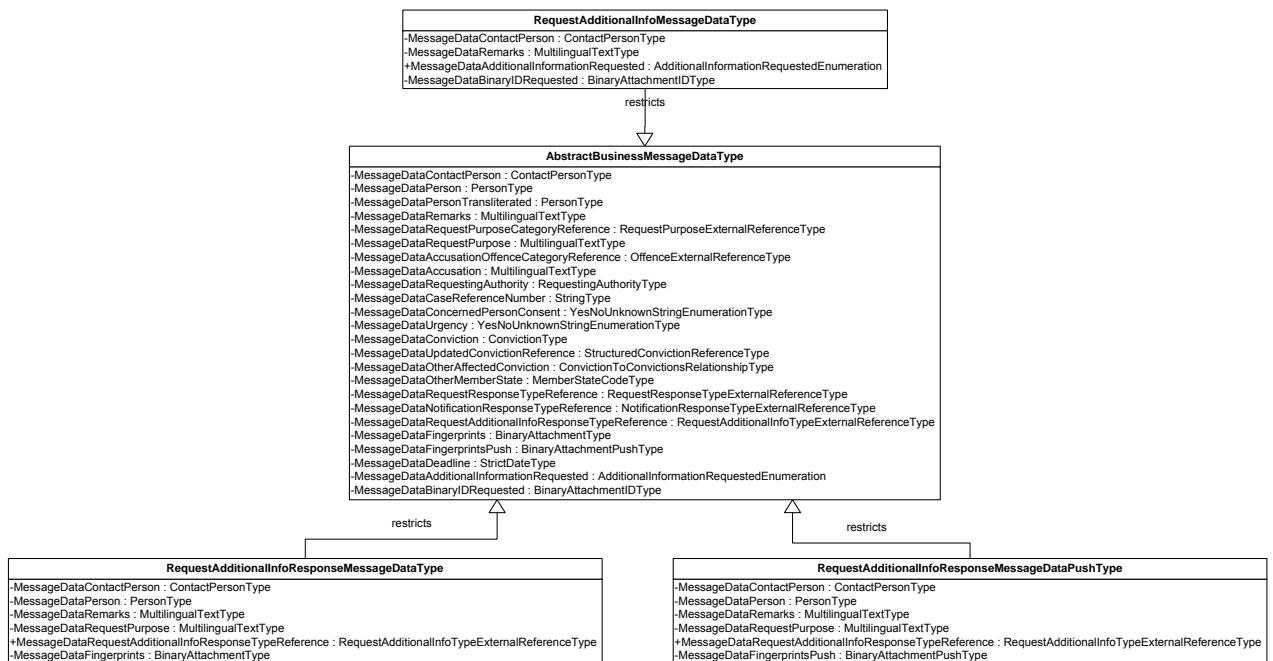 RequestAdditionalInfoMessageDataType
-MessageDataContactPerson : ContactPersonType
-MessageDataRemarks : MultilingualTextType
+MessageDataAdditionalInformationRequested : AdditionalInformationRequestedEnumeration
-MessageDataBinaryIDRequested : BinaryAttachmentIDType
restricts
AbstractBusinessMessageDataType
-MessageDataContactPerson : ContactPersonType
-MessageDataPerson : PersonType
-MessageDataPersonTransliterated : PersonType
-MessageDataRemarks : MultilingualTextType
-MessageDataRequestPurposeCategoryReference : RequestPurposeExternalReferenceType
-MessageDataRequestPurpose : MultilingualTextType
-MessageDataAccusationOffenceCategoryReference : OffenceExternalReferenceType
-MessageDataAccusation : MultilingualTextType
-MessageDataRequestingAuthority : RequestingAuthorityType
-MessageDataCaseReferenceNumber : StringType
-MessageDataConcernedPersonConsent : YesNoUnknownStringEnumerationType
-MessageDataUrgency : YesNoUnknownStringEnumerationType
-MessageDataConviction : ConvictionType
-MessageDataUpdatedConvictionReference : StructuredConvictionReferenceType
-MessageDataOtherAffectedConviction : ConvictionToConvictionsRelationshipType
-MessageDataOtherMemberState : MemberStateCodeType
-MessageDataRequestResponseTypeReference : RequestResponseTypeExternalReferenceType
-MessageDataNotificationResponseTypeReference : NotificationResponseTypeExternalReferenceType
-MessageDataRequestAdditionalInfoResponseTypeReference : RequestAdditionalInfoTypeExternalReferenceType
-MessageDataFingerprints : BinaryAttachmentType
-MessageDataFingerprintsPush : BinaryAttachmentPushType
-MessageDataDeadline : StrictDateType
-MessageDataAdditionalInformationRequested : AdditionalInformationRequestedEnumeration
-MessageDataBinaryIDRequested : BinaryAttachmentIDType
restricts
restricts
RequestAdditionalInfoResponseMessageDataType
-MessageDataContactPerson : ContactPersonType
-MessageDataPerson : PersonType
-MessageDataRemarks : MultilingualTextType
-MessageDataRequestPurpose : MultilingualTextType
+MessageDataRequestAdditionalInfoResponseTypeReference : RequestAdditionalInfoTypeExternalReferenceType
-MessageDataFingerprints : BinaryAttachmentType
RequestAdditionalInfoResponseMessageDataPushType
-MessageDataContactPerson : ContactPersonType
-MessageDataPerson : PersonType
-MessageDataRemarks : MultilingualTextType
-MessageDataRequestPurpose : MultilingualTextType
+MessageDataRequestAdditionalInfoResponseTypeReference : RequestAdditionalInfoTypeExternalReferenceType
-MessageDataFingerprintsPush : BinaryAttachmentPushType